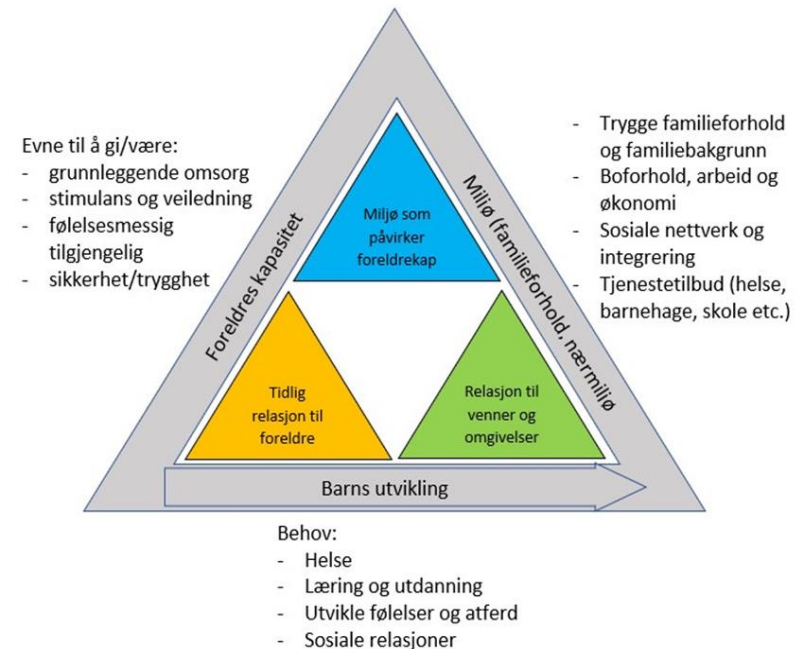 Evne til å gi/være:
- grunnleggende omsorg
- stimulans og veiledning
- følelsesmessig
tilgjengelig
- sikkerhet/trygghet
Foreldres kapasitet
Miljø som
påvirker
foreldrekap
Miljø (familieforhold, nærmiljø
- Trygge familieforhold
og familiebakgrunn
- Boforhold, arbeid og
økonomi
- Sosiale nettverk og
integrering
- Tjenestetilbud (helse,
barnehage, skole etc.)
Tidlig
relasjon til
foreldre
Relasjon til
venner og
omgivelser
Barns utvikling
Behov:
- Helse
- Læring og utdanning
- Utvikle følelser og atferd
- Sosiale relasjoner